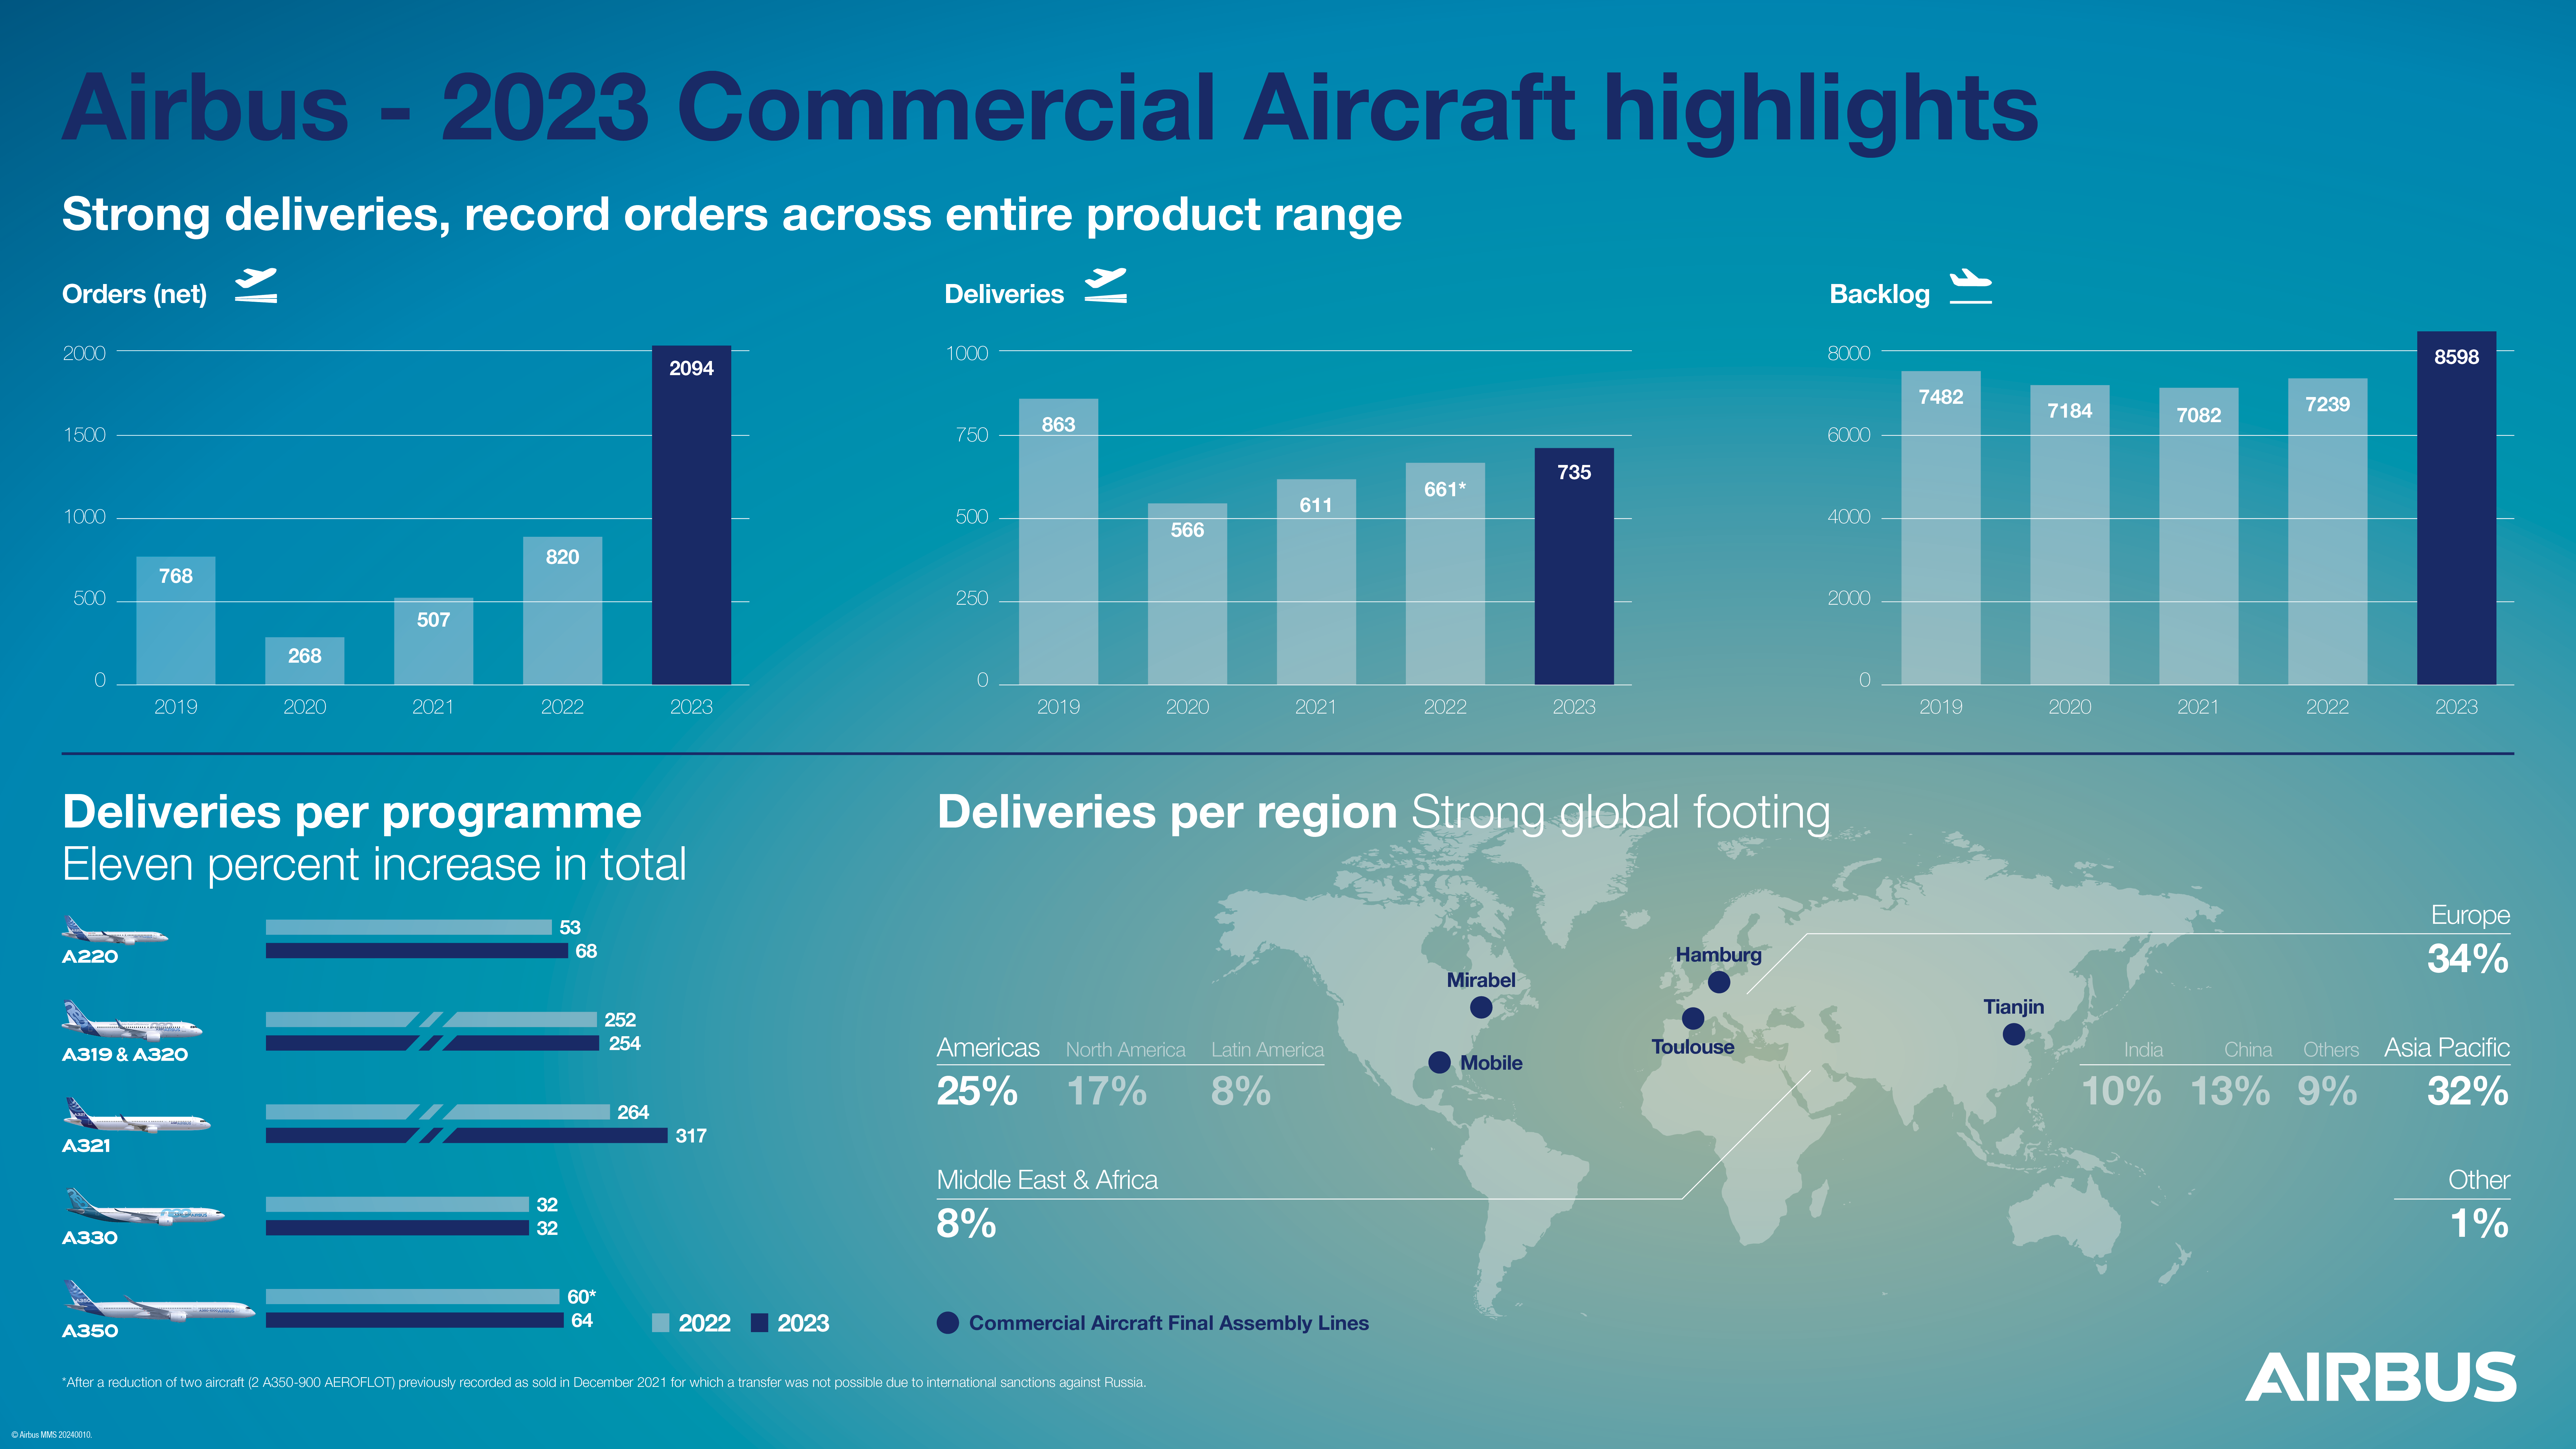 Airbus - 2023 Commercial Aircraft highlights
Strong deliveries, record orders across entire product range
Orders (net)
2000
1500
1000
500
0
768
268
507
820
2094
2019 2020 2021 2022 2023
Deliveries
1000
750
500
250
0
863
566
611
661*
735
2019 2020 2021 2022 2023
Backlog
8000
6000
4000
2000
0
7482
7184
7082
7239
8598
2019 2020 2021 2022 2023
Deliveries per programme
Eleven percent increase in total
A220
53
68
A319 & A320
252
254
A321
264
317
A330
32
32
A350
60*
64
2022 2023
*After a reduction of two aircraft (2 A350-900 AEROFLOT) previously recorded as sold in December 2021 for which a transfer was not possible due to international sanctions against Russia.
Deliveries per region Strong global footing
Americas North America Latin America
25% 17% 8%
Middle East & Africa
8%
Mirabel
Mobile
Hamburg
Toulouse
Tianjin
Europe
34%
India China Others Asia Pacific
10% 13% 9% 32%
Other
1%
Commercial Aircraft Final Assembly Lines
AIRBUS
© Airbus MMS 20240010.